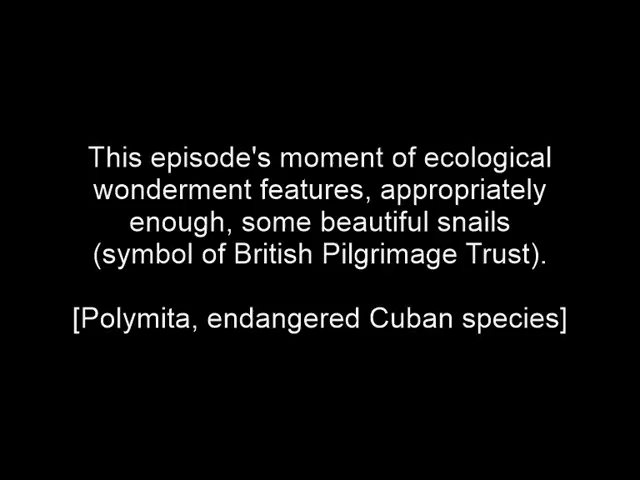 This episode's moment of ecological
wonderment features, appropriately
enough, some beautiful snails
(symbol of British Pilgrimage Trust).
[Polymita, endangered Cuban species]